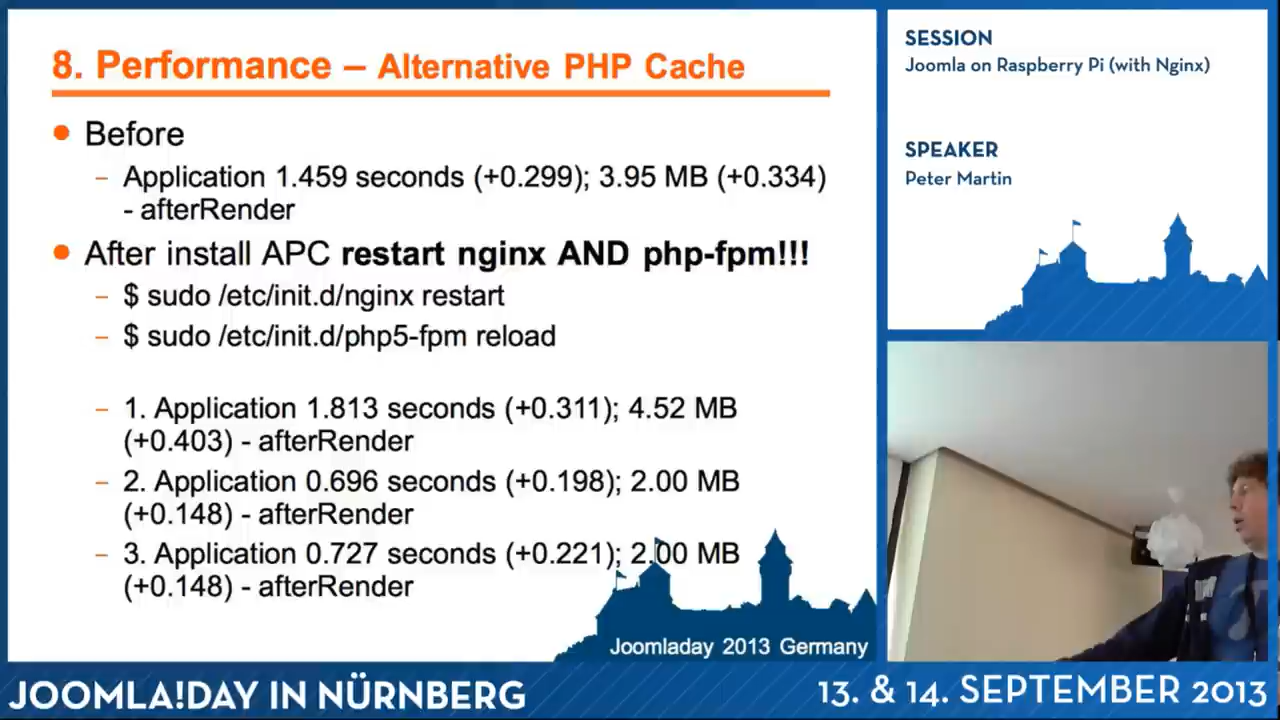 8. Performance – Alternative PHP Cache
● Before
– Application 1.459 seconds (+0.299); 3.95 MB (+0.334)
- afterRender
● After install APC restart nginx AND php-fpm!!!
– $ sudo /etc/init.d/nginx restart
– $ sudo /etc/init.d/php5-fpm reload
– 1. Application 1.813 seconds (+0.311); 4.52 MB
(+0.403) - afterRender
– 2. Application 0.696 seconds (+0.198); 2.00 MB
(+0.148) - afterRender
– 3. Application 0.727 seconds (+0.221); 2.00 MB
(+0.148) - afterRender
Joomladay 2013 Germany
SESSION
Joomla on Raspberry Pi (with Nginx)
SPEAKER
Peter Martin
JOOMLA!DAY IN NÜRNBERG
13. & 14. SEPTEMBER 2013